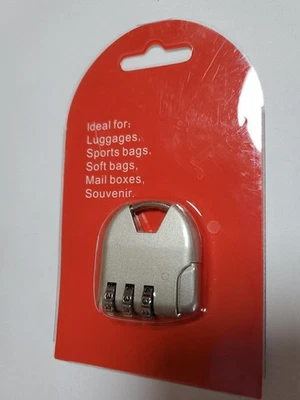 Ideal for:
Luggages,
Sports bags,
Soft bags,
Mail boxes,
Souvenir.